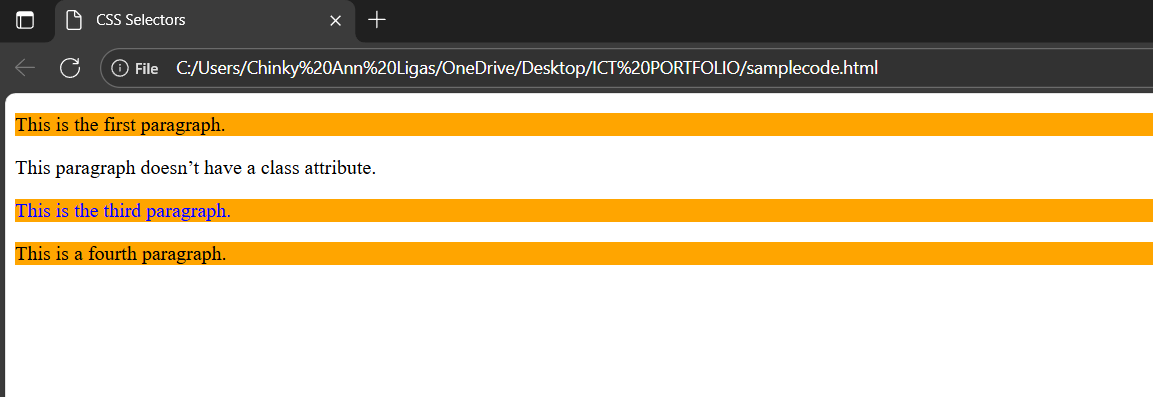 CSS Selectors
File C:/Users/Chinky%20Ann%20Ligas/OneDrive/Desktop/ICT%20PORTFOLIO/samplecode.html
This is the first paragraph.
This paragraph doesn’t have a class attribute.
This is the third paragraph.
This is a fourth paragraph.